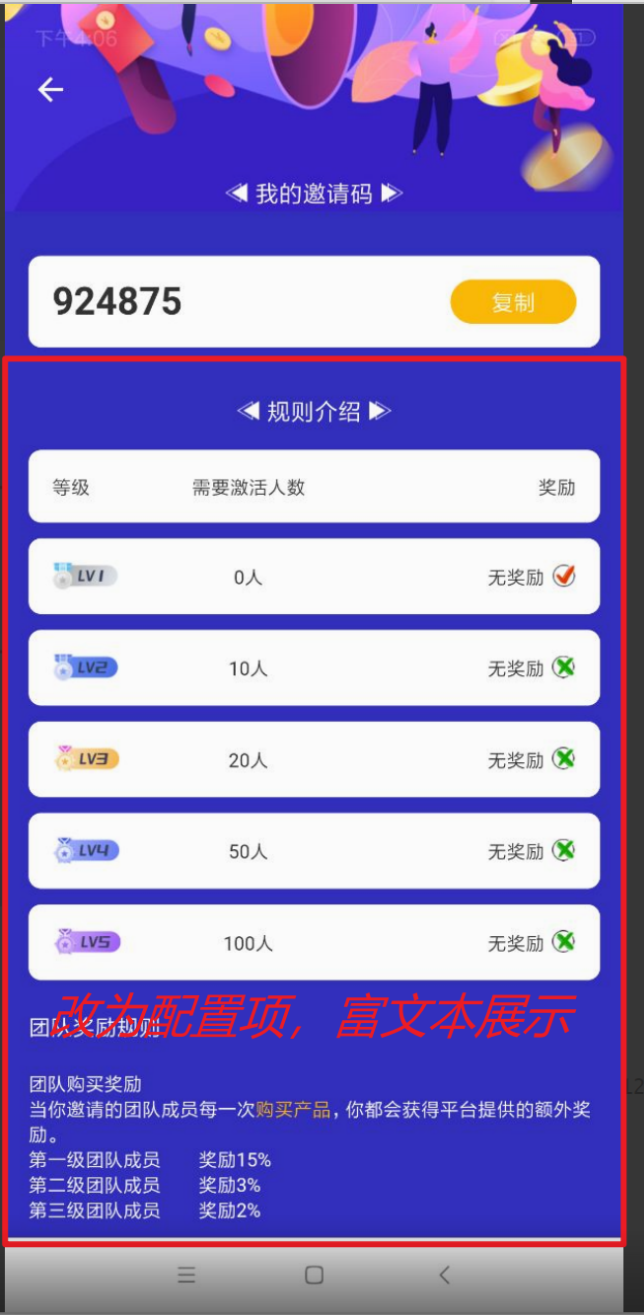 下午4:06
我的邀请码
924875
复制
规则介绍
等级 需要激活人数 奖励
LV1 0人 无奖励
LV2 10人 无奖励
LV3 20人 无奖励
LV4 50人 无奖励
LV5 100人 无奖励
改为配置项，富文本展示
团队奖励规则
团队购买奖励
当你邀请的团队成员每一次购买产品，你都会获得平台提供的额外奖
励。
第一级团队成员 奖励15%
第二级团队成员 奖励3%
第三级团队成员 奖励2%